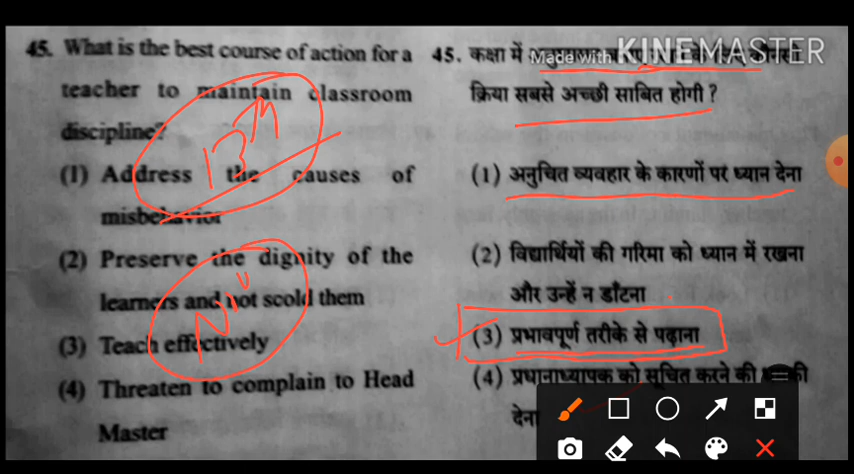 45. What is the best course of action for a
teacher to maintain classroom
discipline?
(1) Address the causes of
misbehavior
(2) Preserve the dignity of the
learners and not scold them
(3) Teach effectively
(4) Threaten to complain to Head
Master
13 M
Made with KINEMASTER
45. कक्षा में
क्रिया सबसे अच्छी साबित होगी ?
(1) अनुचित व्यवहार के कारणों पर ध्यान देना
(2) विद्यार्थियों की गरिमा को ध्यान में रखना
और उन्हें न डाँटना
(3) प्रभावपूर्ण तरीके से पढ़ाना
(4) प्रधानाध्यापक को सूचित करने की
देना